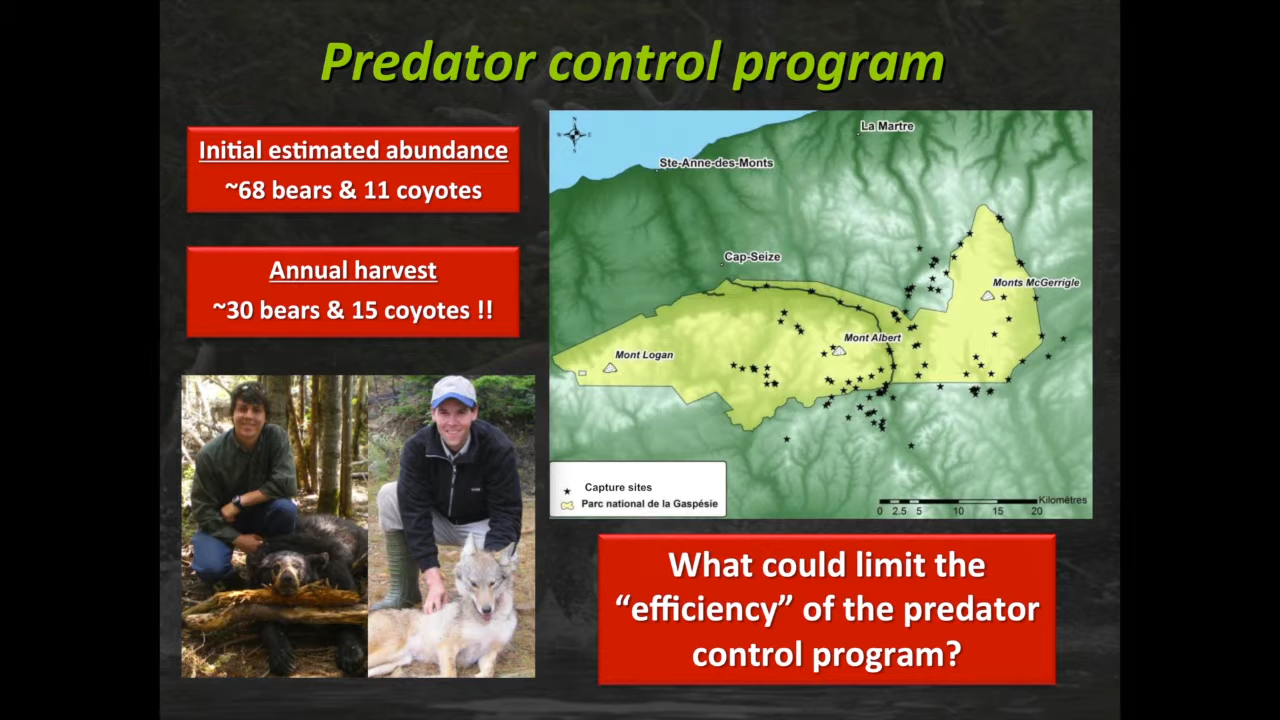 Predator control program
Initial estimated abundance
~68 bears & 11 coyotes
Annual harvest
~30 bears & 15 coyotes !!
N
W
E
S
La Martre
Ste-Anne-des-Monts
Cap-Seize
Monts McGerrigle
Mont Albert
Mont Logan
Capture sites
Parc national de la Gaspésie
Kilomètres
0 2.5 5 10 15 20
What could limit the
“efficiency” of the predator
control program?